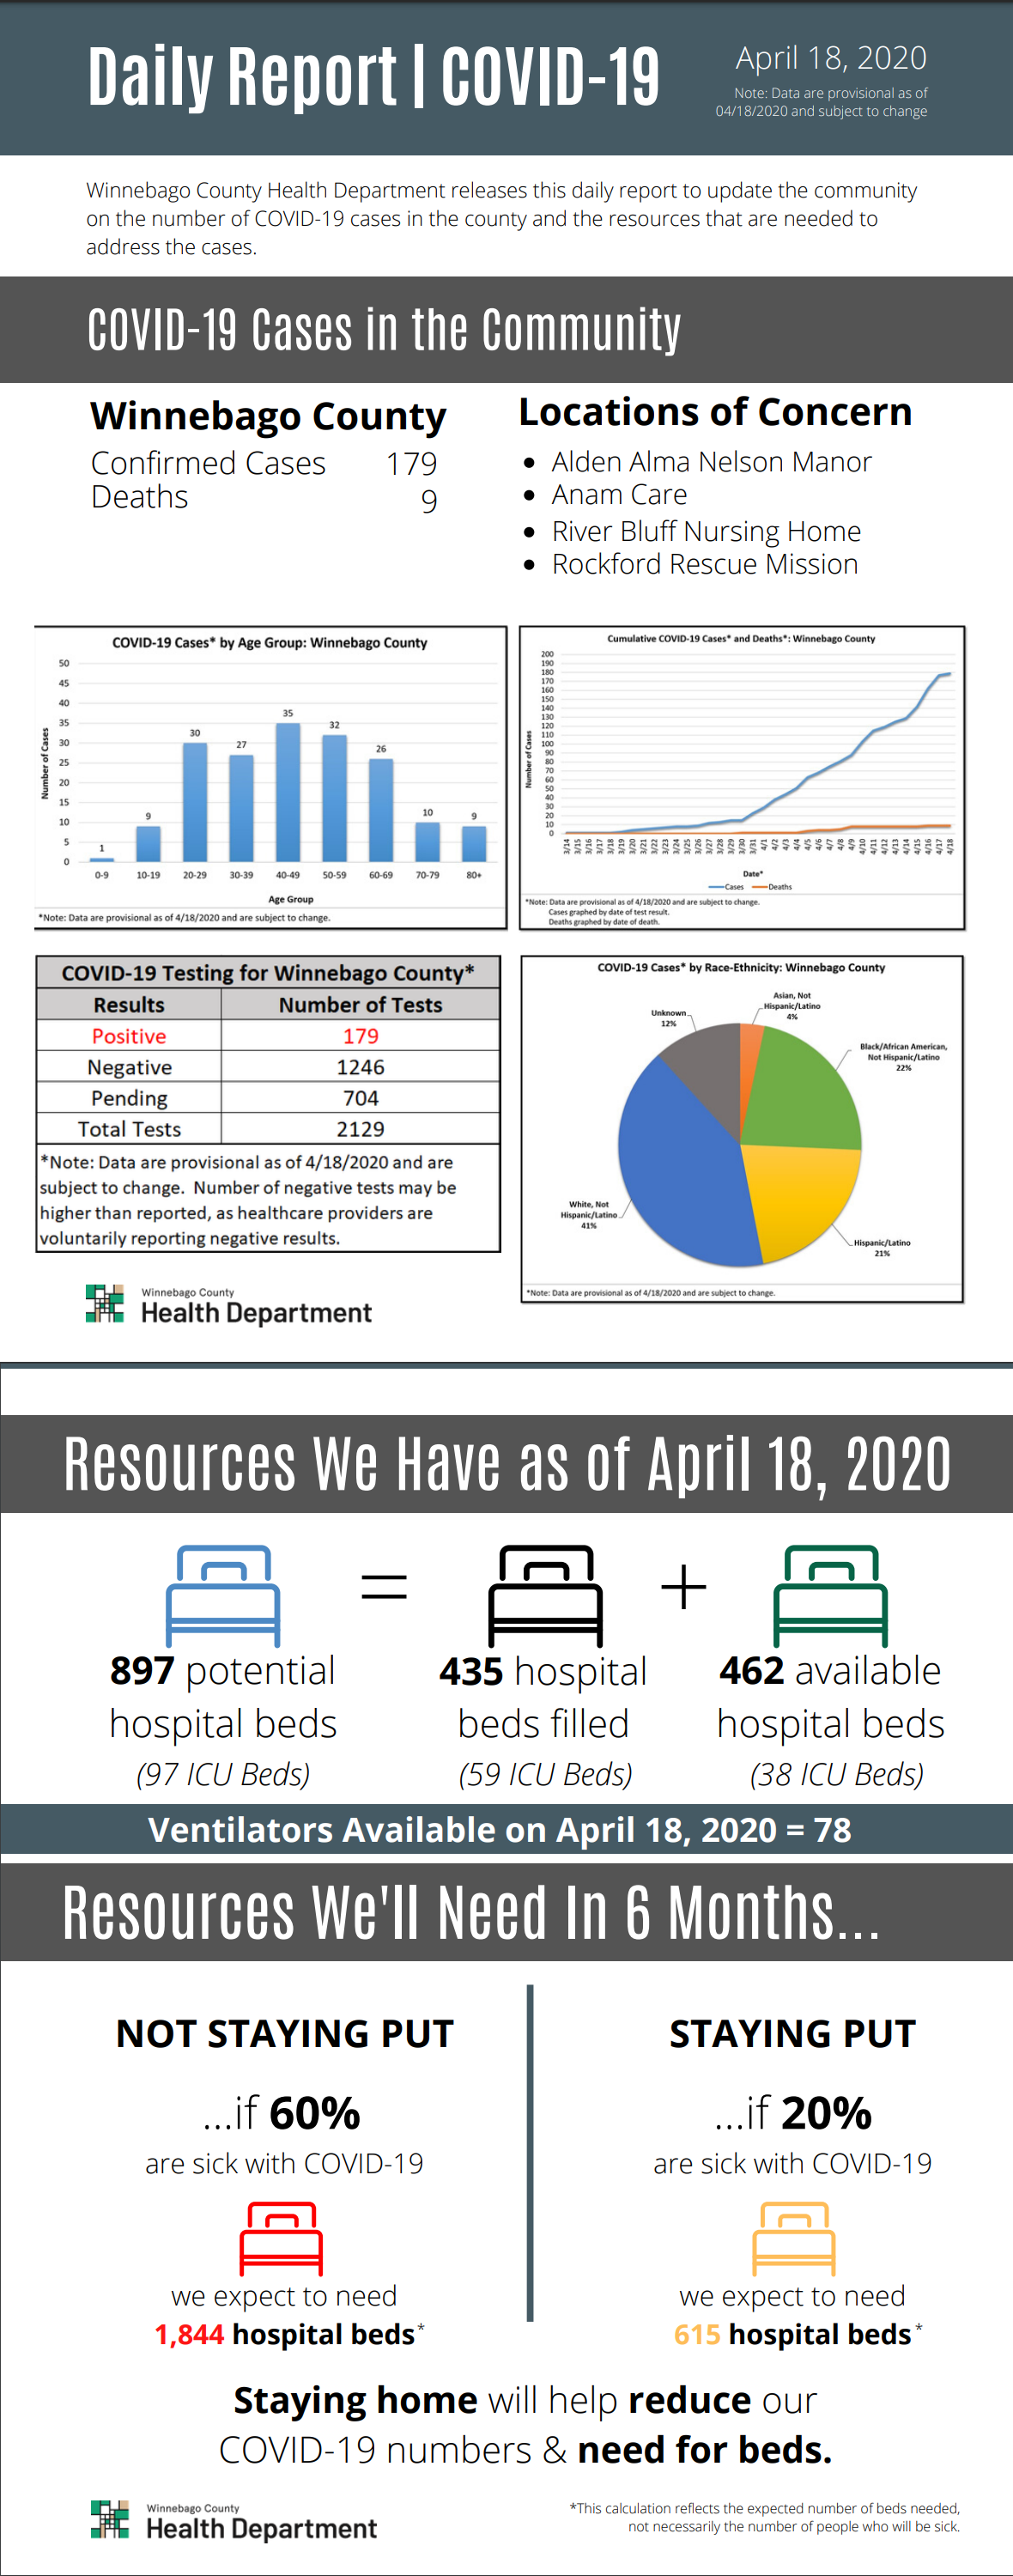 Daily Report | COVID-19
April 18, 2020
Note: Data are provisional as of
04/18/2020 and subject to change
Winnebago County Health Department releases this daily report to update the community
on the number of COVID-19 cases in the county and the resources that are needed to
address the cases.
COVID-19 Cases in the Community
Winnebago County
Confirmed Cases 179
Deaths 9
Locations of Concern
• Alden Alma Nelson Manor
• Anam Care
• River Bluff Nursing Home
• Rockford Rescue Mission
COVID-19 Cases* by Age Group: Winnebago County
Number of Cases
50
45
40
35
30
25
20
15
10
5
0
1
9
30
27
35
32
26
10
9
0-9 10-19 20-29 30-39 40-49 50-59 60-69 70-79 80+
Age Group
*Note: Data are provisional as of 4/18/2020 and are subject to change.
Cumulative COVID-19 Cases* and Deaths*: Winnebago County
Number of Cases
200
190
180
170
160
150
140
130
120
110
100
90
80
70
60
50
40
30
20
10
0
3/14 3/15 3/16 3/17 3/18 3/19 3/20 3/21 3/22 3/23 3/24 3/25 3/26 3/27 3/28 3/29 3/30 3/31 4/1 4/2 4/3 4/4 4/5 4/6 4/7 4/8 4/9 4/10 4/11 4/12 4/13 4/14 4/15 4/16 4/17 4/18
Date*
Cases Deaths
*Note: Data are provisional as of 4/18/2020 and are subject to change.
Cases graphed by date of test result.
Deaths graphed by date of death.
COVID-19 Testing for Winnebago County*
Results Number of Tests
Positive 179
Negative 1246
Pending 704
Total Tests 2129
*Note: Data are provisional as of 4/18/2020 and are
subject to change. Number of negative tests may be
higher than reported, as healthcare providers are
voluntarily reporting negative results.
COVID-19 Cases* by Race-Ethnicity: Winnebago County
Asian, Not
Hispanic/Latino
4%
Unknown
12%
Black/African American,
Not Hispanic/Latino
22%
White, Not
Hispanic/Latino
41%
Hispanic/Latino
21%
*Note: Data are provisional as of 4/18/2020 and are subject to change.
Winnebago County
Health Department
Resources We Have as of April 18, 2020
=
+
897 potential
hospital beds
(97 ICU Beds)
435 hospital
beds filled
(59 ICU Beds)
462 available
hospital beds
(38 ICU Beds)
Ventilators Available on April 18, 2020 = 78
Resources We'll Need In 6 Months...
NOT STAYING PUT
...if 60%
are sick with COVID-19
we expect to need
1,844 hospital beds*
STAYING PUT
...if 20%
are sick with COVID-19
we expect to need
615 hospital beds*
Staying home will help reduce our
COVID-19 numbers & need for beds.
Winnebago County
Health Department
*This calculation reflects the expected number of beds needed,
not necessarily the number of people who will be sick.